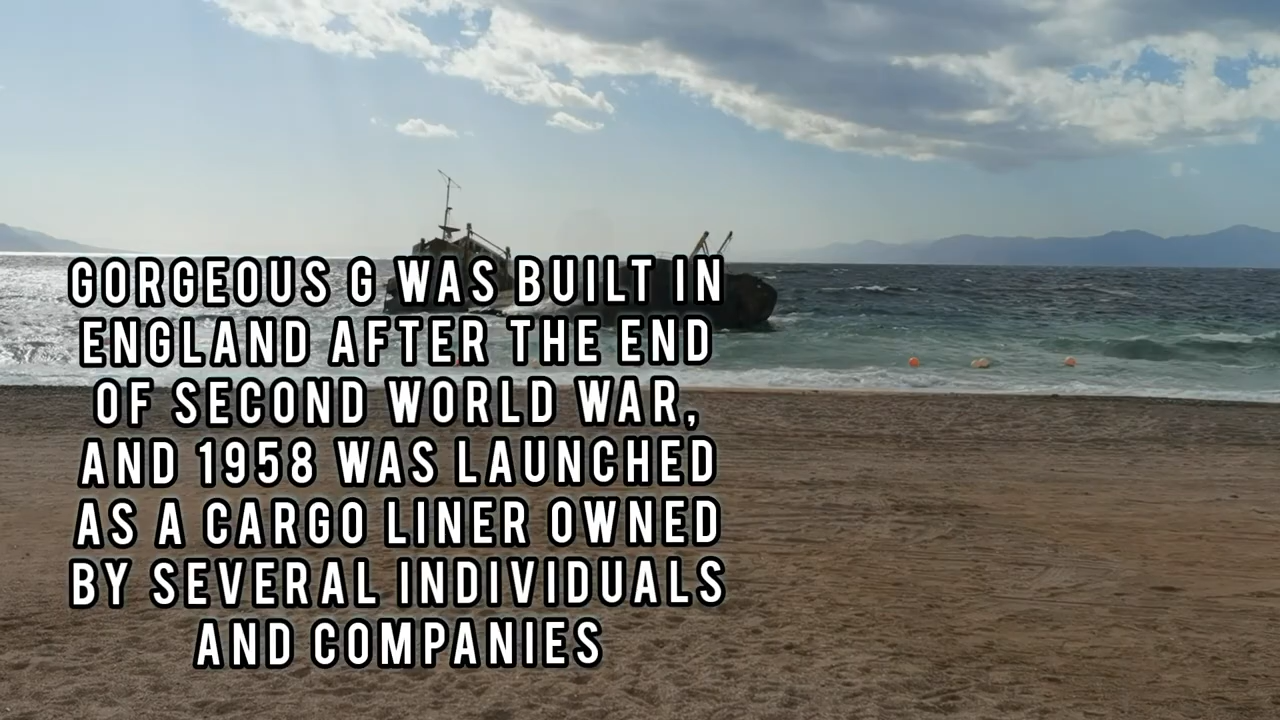 GORGEOUS G WAS BUILT IN
ENGLAND AFTER THE END
OF SECOND WORLD WAR,
AND 1958 WAS LAUNCHED
AS A CARGO LINER OWNED
BY SEVERAL INDIVIDUALS
AND COMPANIES